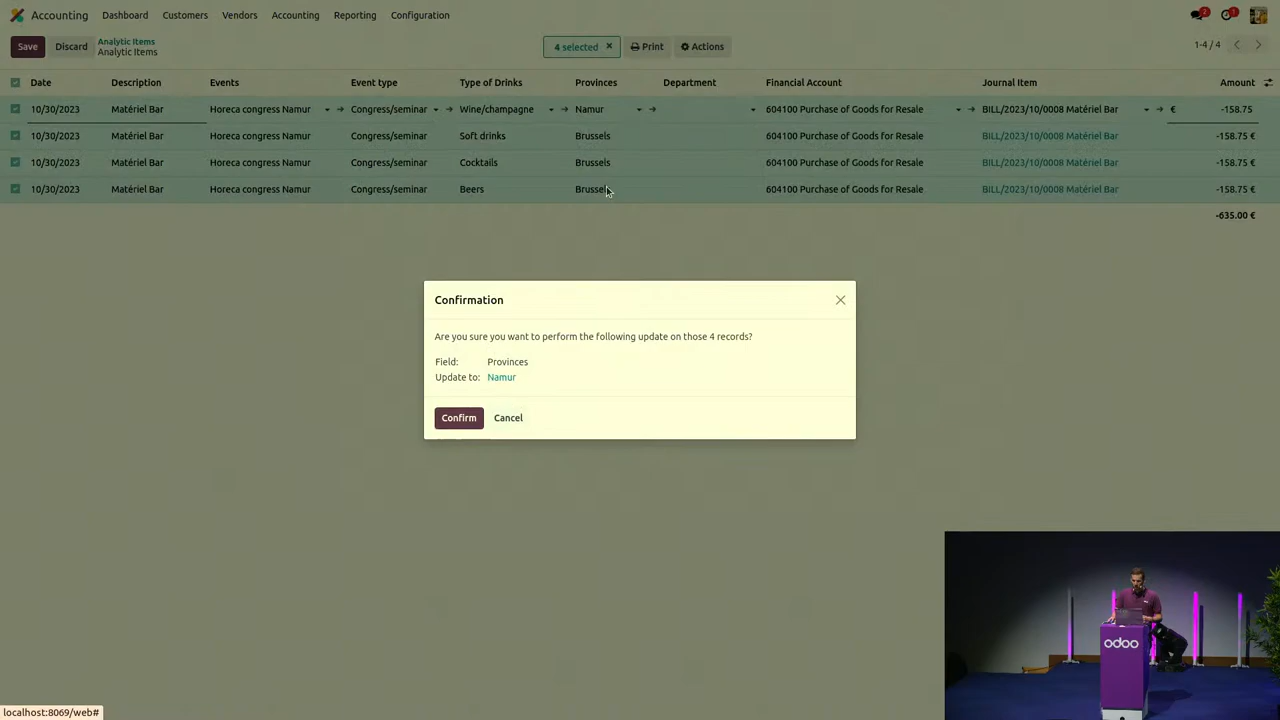 Accounting Dashboard Customers Vendors Accounting Reporting Configuration 2 1
Save Discard Analytic Items 4 selected × Print Actions 1-4 / 4
Analytic Items
Date Description Events Event type Type of Drinks Provinces Department Financial Account Journal Item Amount
10/30/2023 Matériel Bar Horeca congress Namur Congress/seminar Wine/champagne Namur 604100 Purchase of Goods for Resale BILL/2023/10/0008 Matériel Bar € -158.75
10/30/2023 Matériel Bar Horeca congress Namur Congress/seminar Soft drinks Brussels 604100 Purchase of Goods for Resale BILL/2023/10/0008 Matériel Bar -158.75 €
10/30/2023 Matériel Bar Horeca congress Namur Congress/seminar Cocktails Brussels 604100 Purchase of Goods for Resale BILL/2023/10/0008 Matériel Bar -158.75 €
10/30/2023 Matériel Bar Horeca congress Namur Congress/seminar Beers Brussels 604100 Purchase of Goods for Resale BILL/2023/10/0008 Matériel Bar -158.75 €
-635.00 €
Confirmation
Are you sure you want to perform the following update on those 4 records?
Field: Provinces
Update to: Namur
Confirm Cancel
odoo
localhost:8069/web#